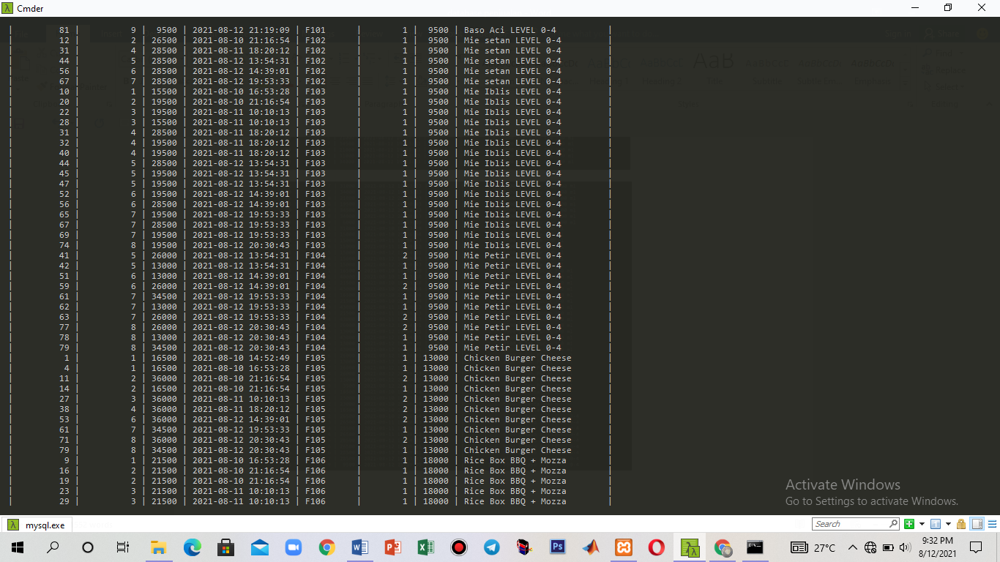 Cmder
| 81 | 9 | 9500 | 2021-08-12 21:19:09 | F101 | 1 | 9500 | Baso Aci LEVEL 0-4 |
| 12 | 2 | 26500 | 2021-08-10 21:16:54 | F102 | 1 | 9500 | Mie setan LEVEL 0-4 |
| 31 | 4 | 28500 | 2021-08-11 18:20:12 | F102 | 1 | 9500 | Mie setan LEVEL 0-4 |
| 44 | 5 | 28500 | 2021-08-12 13:54:31 | F102 | 1 | 9500 | Mie setan LEVEL 0-4 |
| 56 | 6 | 28500 | 2021-08-12 14:39:01 | F102 | 1 | 9500 | Mie setan LEVEL 0-4 |
| 67 | 7 | 28500 | 2021-08-12 19:53:33 | F102 | 1 | 9500 | Mie setan LEVEL 0-4 |
| 10 | 1 | 15500 | 2021-08-10 16:53:28 | F103 | 1 | 9500 | Mie Iblis LEVEL 0-4 |
| 20 | 2 | 19500 | 2021-08-10 21:16:54 | F103 | 1 | 9500 | Mie Iblis LEVEL 0-4 |
| 22 | 3 | 19500 | 2021-08-11 10:10:13 | F103 | 1 | 9500 | Mie Iblis LEVEL 0-4 |
| 28 | 3 | 15500 | 2021-08-11 10:10:13 | F103 | 1 | 9500 | Mie Iblis LEVEL 0-4 |
| 31 | 4 | 28500 | 2021-08-11 18:20:12 | F103 | 1 | 9500 | Mie Iblis LEVEL 0-4 |
| 32 | 4 | 19500 | 2021-08-11 18:20:12 | F103 | 1 | 9500 | Mie Iblis LEVEL 0-4 |
| 40 | 4 | 19500 | 2021-08-11 18:20:12 | F103 | 1 | 9500 | Mie Iblis LEVEL 0-4 |
| 44 | 5 | 28500 | 2021-08-12 13:54:31 | F103 | 1 | 9500 | Mie Iblis LEVEL 0-4 |
| 45 | 5 | 19500 | 2021-08-12 13:54:31 | F103 | 1 | 9500 | Mie Iblis LEVEL 0-4 |
| 47 | 5 | 19500 | 2021-08-12 13:54:31 | F103 | 1 | 9500 | Mie Iblis LEVEL 0-4 |
| 52 | 6 | 19500 | 2021-08-12 14:39:01 | F103 | 1 | 9500 | Mie Iblis LEVEL 0-4 |
| 56 | 6 | 28500 | 2021-08-12 14:39:01 | F103 | 1 | 9500 | Mie Iblis LEVEL 0-4 |
| 65 | 7 | 19500 | 2021-08-12 19:53:33 | F103 | 1 | 9500 | Mie Iblis LEVEL 0-4 |
| 67 | 7 | 28500 | 2021-08-12 19:53:33 | F103 | 1 | 9500 | Mie Iblis LEVEL 0-4 |
| 69 | 7 | 19500 | 2021-08-12 19:53:33 | F103 | 1 | 9500 | Mie Iblis LEVEL 0-4 |
| 74 | 8 | 19500 | 2021-08-12 20:30:43 | F103 | 1 | 9500 | Mie Iblis LEVEL 0-4 |
| 41 | 5 | 26000 | 2021-08-12 13:54:31 | F104 | 2 | 9500 | Mie Petir LEVEL 0-4 |
| 42 | 5 | 13000 | 2021-08-12 13:54:31 | F104 | 1 | 9500 | Mie Petir LEVEL 0-4 |
| 51 | 6 | 13000 | 2021-08-12 14:39:01 | F104 | 1 | 9500 | Mie Petir LEVEL 0-4 |
| 59 | 6 | 26000 | 2021-08-12 14:39:01 | F104 | 2 | 9500 | Mie Petir LEVEL 0-4 |
| 61 | 7 | 34500 | 2021-08-12 19:53:33 | F104 | 1 | 9500 | Mie Petir LEVEL 0-4 |
| 62 | 7 | 13000 | 2021-08-12 19:53:33 | F104 | 1 | 9500 | Mie Petir LEVEL 0-4 |
| 63 | 7 | 26000 | 2021-08-12 19:53:33 | F104 | 2 | 9500 | Mie Petir LEVEL 0-4 |
| 77 | 8 | 26000 | 2021-08-12 20:30:43 | F104 | 2 | 9500 | Mie Petir LEVEL 0-4 |
| 78 | 8 | 13000 | 2021-08-12 20:30:43 | F104 | 1 | 9500 | Mie Petir LEVEL 0-4 |
| 79 | 8 | 34500 | 2021-08-12 20:30:43 | F104 | 1 | 9500 | Mie Petir LEVEL 0-4 |
| 1 | 1 | 16500 | 2021-08-10 14:52:49 | F105 | 1 | 13000 | Chicken Burger Cheese |
| 4 | 1 | 16500 | 2021-08-10 16:53:28 | F105 | 1 | 13000 | Chicken Burger Cheese |
| 11 | 2 | 36000 | 2021-08-10 21:16:54 | F105 | 2 | 13000 | Chicken Burger Cheese |
| 14 | 2 | 16500 | 2021-08-10 21:16:54 | F105 | 1 | 13000 | Chicken Burger Cheese |
| 27 | 3 | 36000 | 2021-08-11 10:10:13 | F105 | 2 | 13000 | Chicken Burger Cheese |
| 38 | 4 | 36000 | 2021-08-11 18:20:12 | F105 | 2 | 13000 | Chicken Burger Cheese |
| 53 | 6 | 36000 | 2021-08-12 14:39:01 | F105 | 2 | 13000 | Chicken Burger Cheese |
| 61 | 7 | 34500 | 2021-08-12 19:53:33 | F105 | 1 | 13000 | Chicken Burger Cheese |
| 71 | 8 | 36000 | 2021-08-12 20:30:43 | F105 | 2 | 13000 | Chicken Burger Cheese |
| 79 | 8 | 34500 | 2021-08-12 20:30:43 | F105 | 1 | 13000 | Chicken Burger Cheese |
| 9 | 1 | 21500 | 2021-08-10 16:53:28 | F106 | 1 | 18000 | Rice Box BBQ + Mozza |
| 16 | 2 | 21500 | 2021-08-10 21:16:54 | F106 | 1 | 18000 | Rice Box BBQ + Mozza |
| 19 | 2 | 21500 | 2021-08-10 21:16:54 | F106 | 1 | 18000 | Rice Box BBQ + Mozza |
| 23 | 3 | 21500 | 2021-08-11 10:10:13 | F106 | 1 | 18000 | Rice Box BBQ + Mozza |
| 29 | 3 | 21500 | 2021-08-11 10:10:13 | F106 | 1 | 18000 | Rice Box BBQ + Mozza |
Activate Windows
Go to Settings to activate Windows.
mysql.exe
Search
27°C
9:32 PM
8/12/2021